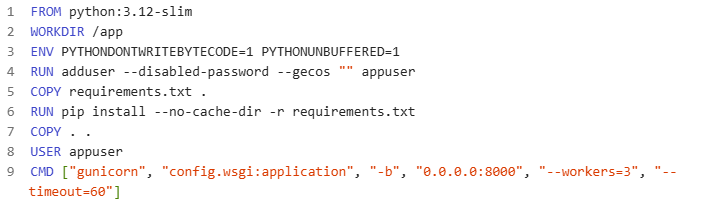 1 FROM python:3.12-slim
2 WORKDIR /app
3 ENV PYTHONDONTWRITEBYTECODE=1 PYTHONUNBUFFERED=1
4 RUN adduser --disabled-password --gecos "" appuser
5 COPY requirements.txt .
6 RUN pip install --no-cache-dir -r requirements.txt
7 COPY . .
8 USER appuser
9 CMD ["gunicorn", "config.wsgi:application", "-b", "0.0.0.0:8000", "--workers=3", "--
timeout=60"]